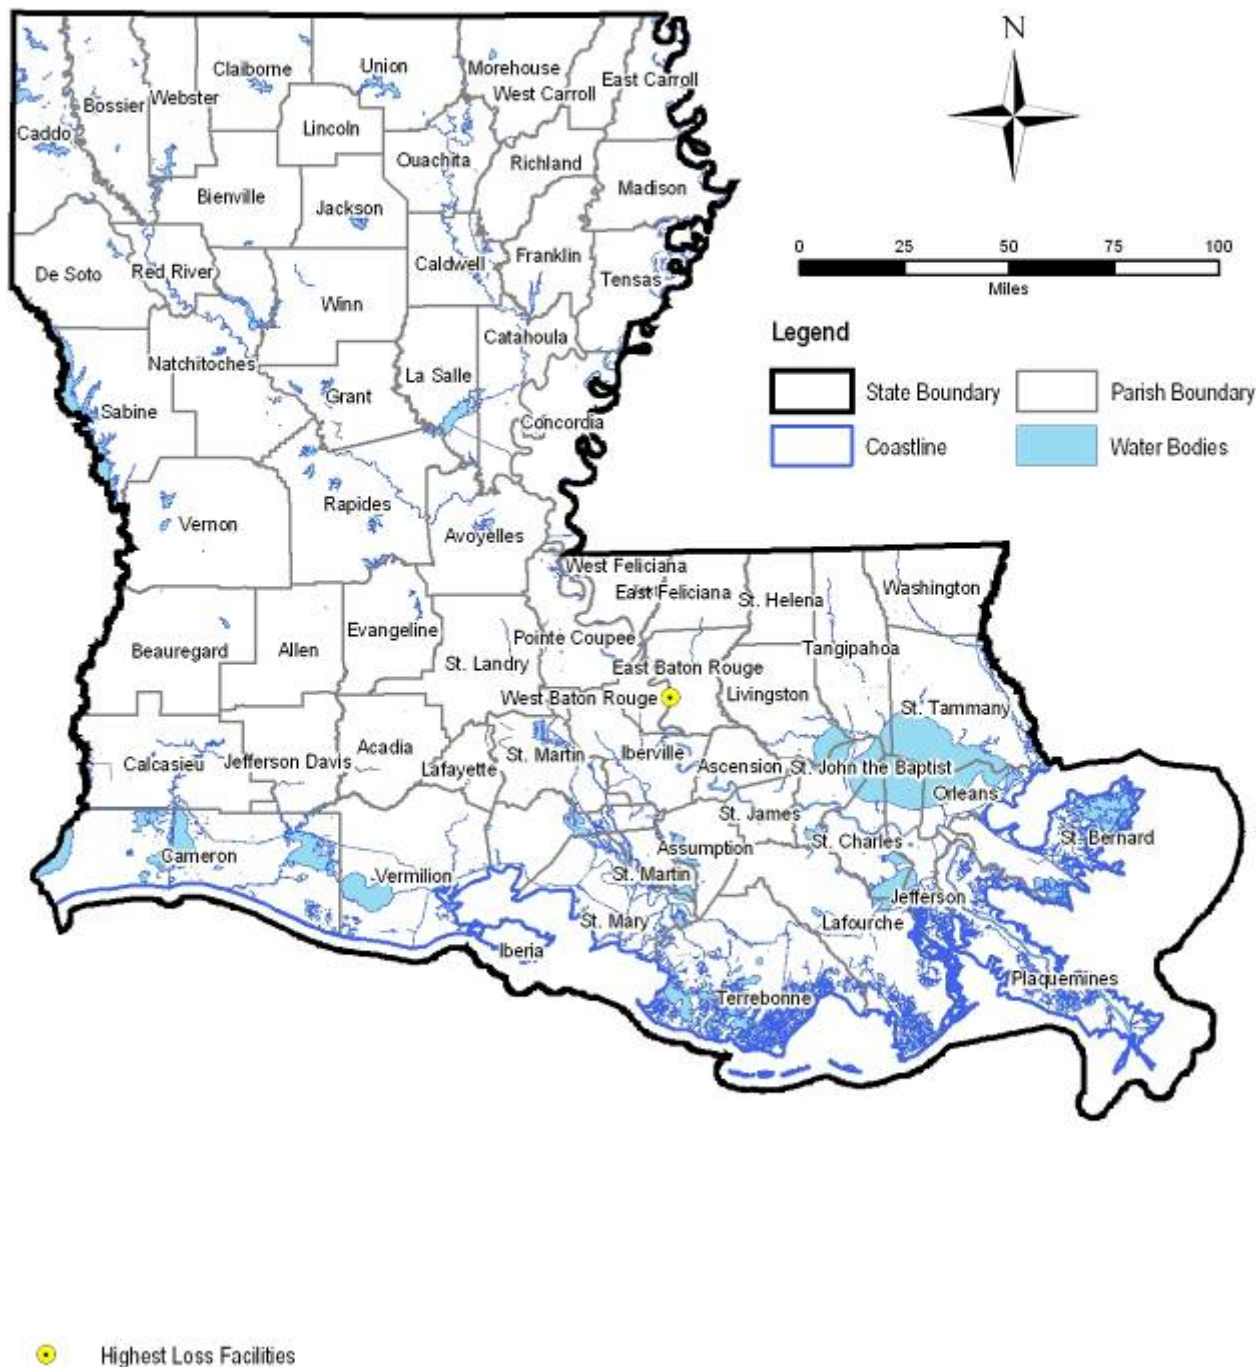 N
Claiborne
Union
Morehouse
West Carroll
East Carroll
Bossier
Webster
Caddo
Lincoln
Ouachita
Richland
Madison
Bienville
Jackson
De Soto
Red River
Caldwell
Franklin
Tensas
Winn
0 25 50 75 100
Miles
Legend
State Boundary
Parish Boundary
Coastline
Water Bodies
Natchitoches
La Salle
Catahoula
Sabine
Grant
Concordia
Vernon
Rapides
Avoyelles
West Feliciana
East Feliciana
St. Helena
Washington
Beauregard
Allen
Evangeline
St. Landry
Pointe Coupee
East Baton Rouge
Tangipahoa
West Baton Rouge
Livingston
St. Tammany
Calcasieu
Jefferson Davis
Acadia
Lafayette
St. Martin
Iberville
Ascension
St. John the Baptist
Orleans
St. James
Cameron
Vermilion
Assumption
St. Charles
St. Bernard
St. Martin
Jefferson
St. Mary
Lafourche
Iberia
Terrebonne
Plaquemines
Highest Loss Facilities